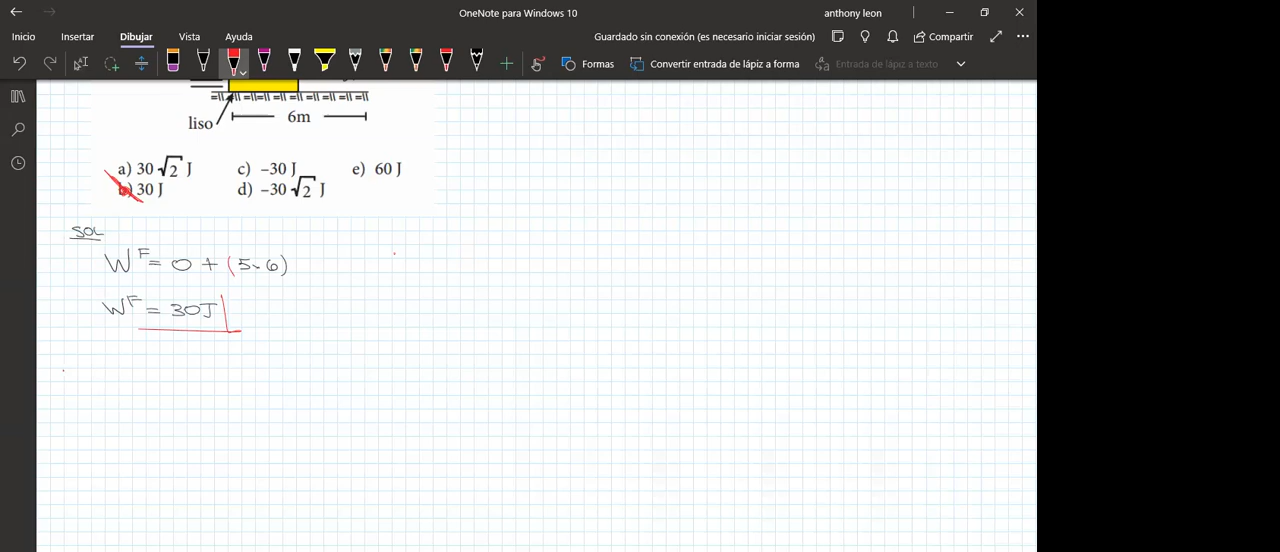 OneNote para Windows 10
anthony leon
Inicio Insertar Dibujar Ayuda
Guardado sin conexión (es necesario iniciar sesión) Compartir
Formas Convertir entrada de lápiz a forma Entrada de lápiz a texto
liso 6m
a) 30 √2 J c) −30 J e) 60 J
b) 30 J d) −30 √2 J
SOL
W^F = 0 + (5·6)
W^F = 30J